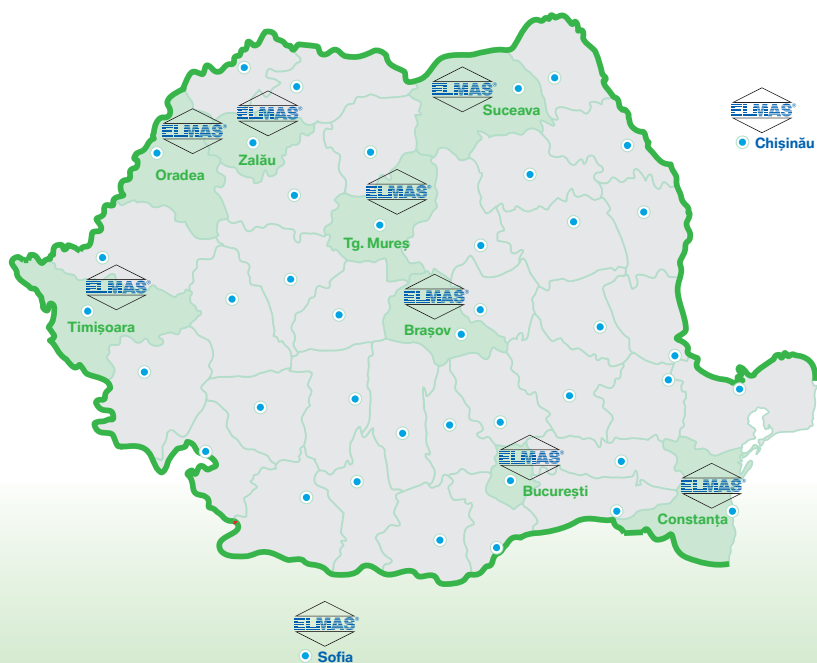 ELMAS®
Suceava
ELMAS®
Chișinău
ELMAS®
Zalău
ELMAS®
Oradea
ELMAS®
Tg. Mureș
ELMAS®
Timișoara
ELMAS®
Brașov
ELMAS®
București
ELMAS®
Constanța
ELMAS®
Sofia